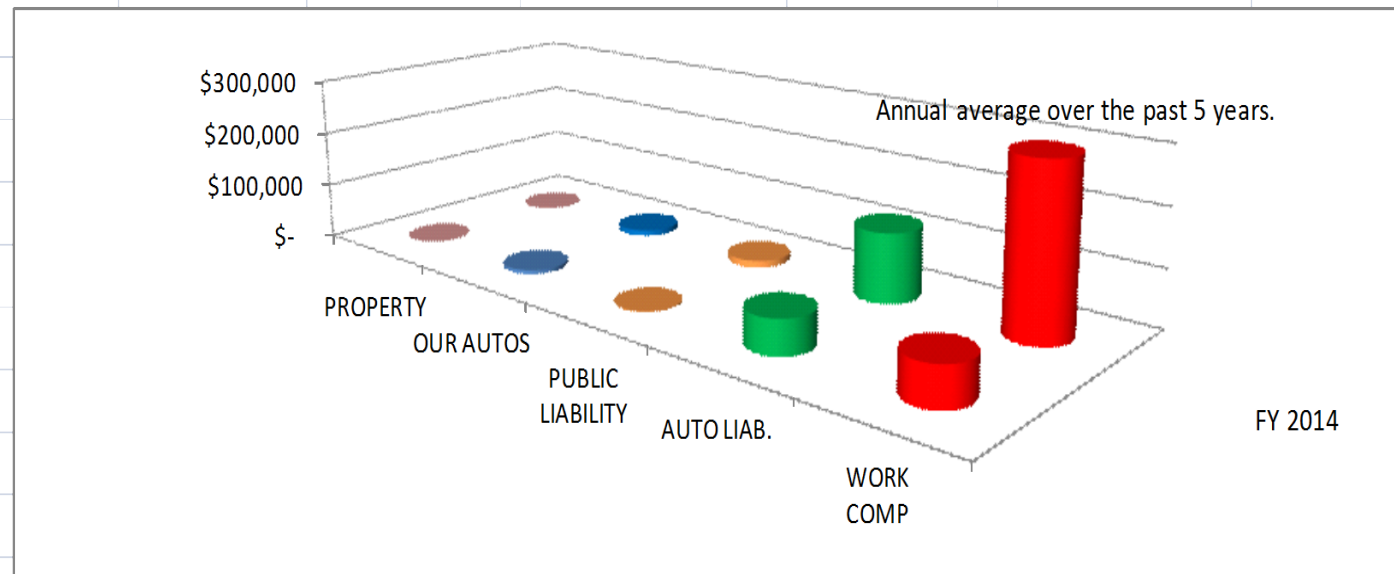 $300,000
Annual average over the past 5 years.
$200,000
$100,000
$-
PROPERTY
OUR AUTOS
PUBLIC
LIABILITY
AUTO LIAB.
FY 2014
WORK
COMP